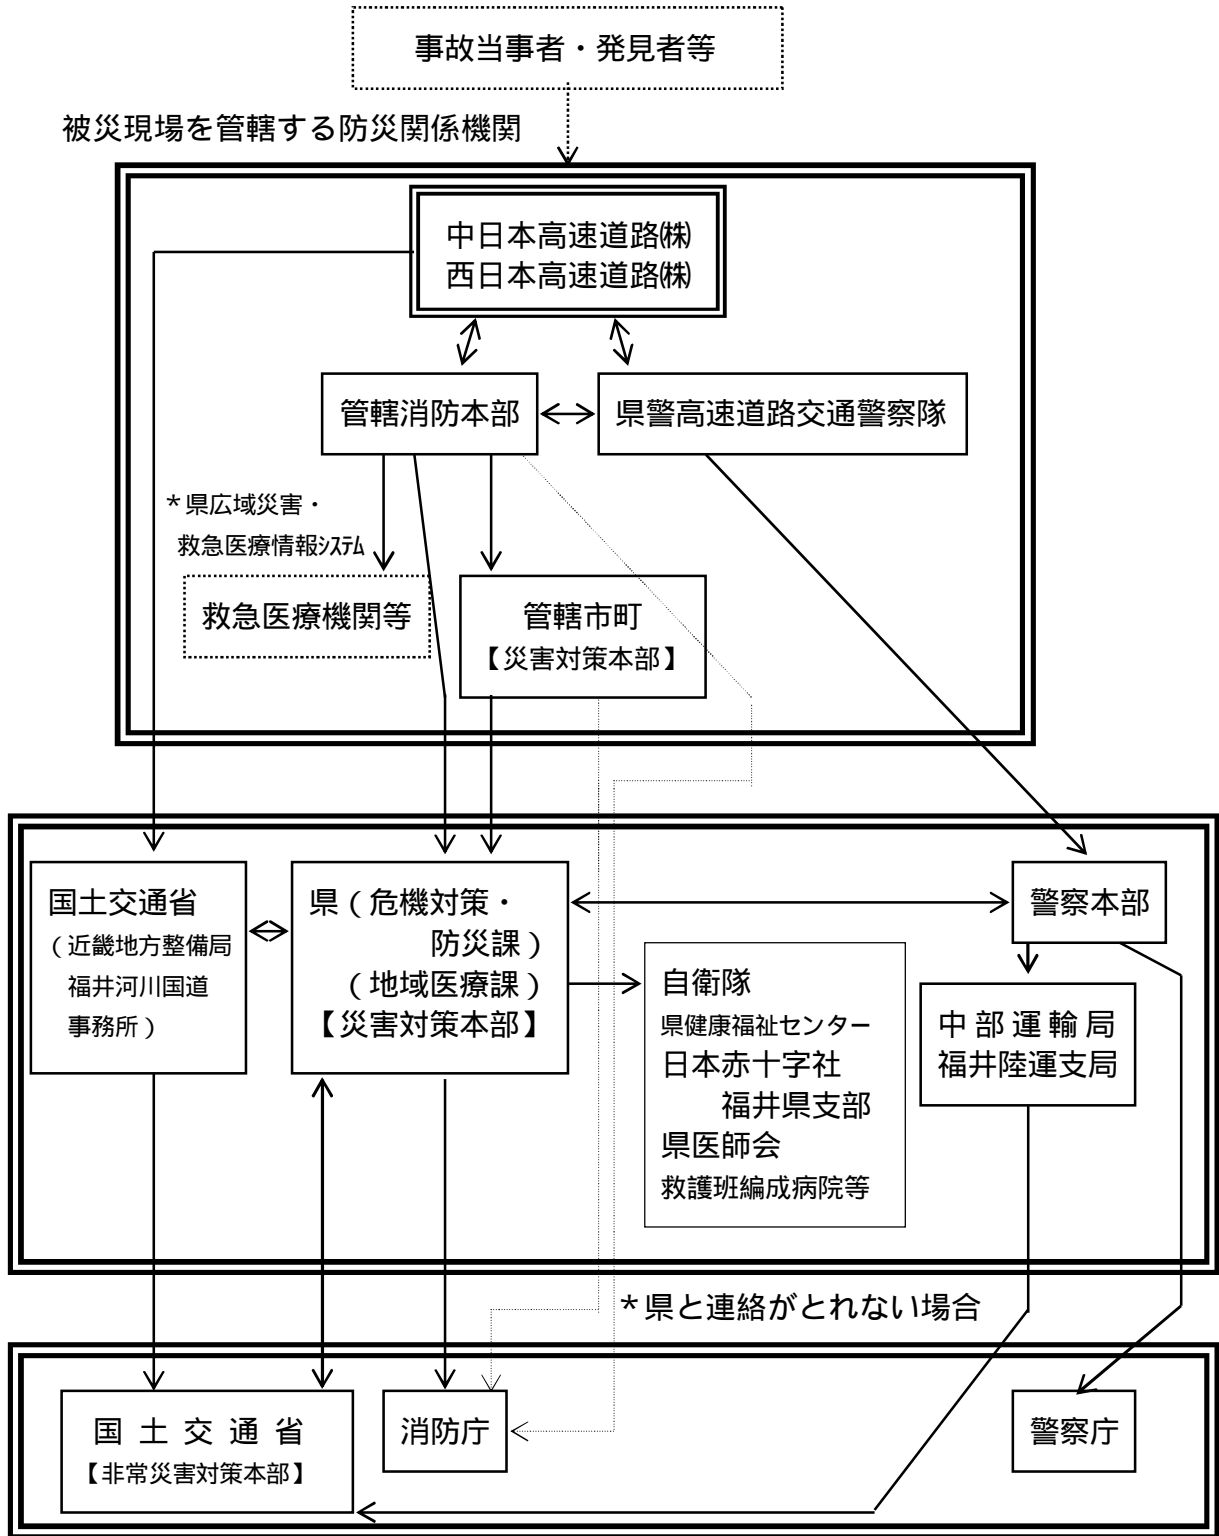 事故当事者・発見者等
被災現場を管轄する防災関係機関
中日本高速道路㈱
西日本高速道路㈱
管轄消防本部
県警高速道路交通警察隊
*県広域災害・
救急医療情報ｼｽﾃﾑ
救急医療機関等
管轄市町
【災害対策本部】
国土交通省
（近畿地方整備局
福井河川国道
事務所）
県（危機対策・
防災課）
（地域医療課）
【災害対策本部】
警察本部
自衛隊
県健康福祉センター
日本赤十字社
福井県支部
県医師会
救護班編成病院等
中部運輸局
福井陸運支局
*県と連絡がとれない場合
国土交通省
【非常災害対策本部】
消防庁
警察庁